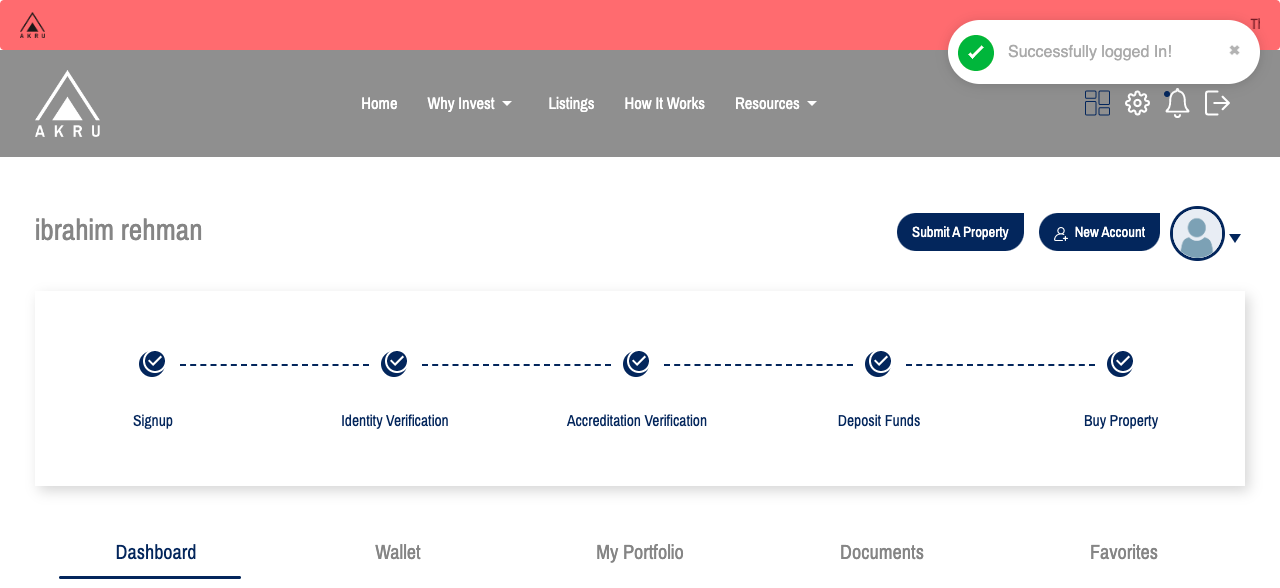 AKRU
Successfully logged In!
AKRU
Home
Why Invest
Listings
How It Works
Resources
ibrahim rehman
Submit A Property
New Account
Signup
Identity Verification
Accreditation Verification
Deposit Funds
Buy Property
Dashboard
Wallet
My Portfolio
Documents
Favorites